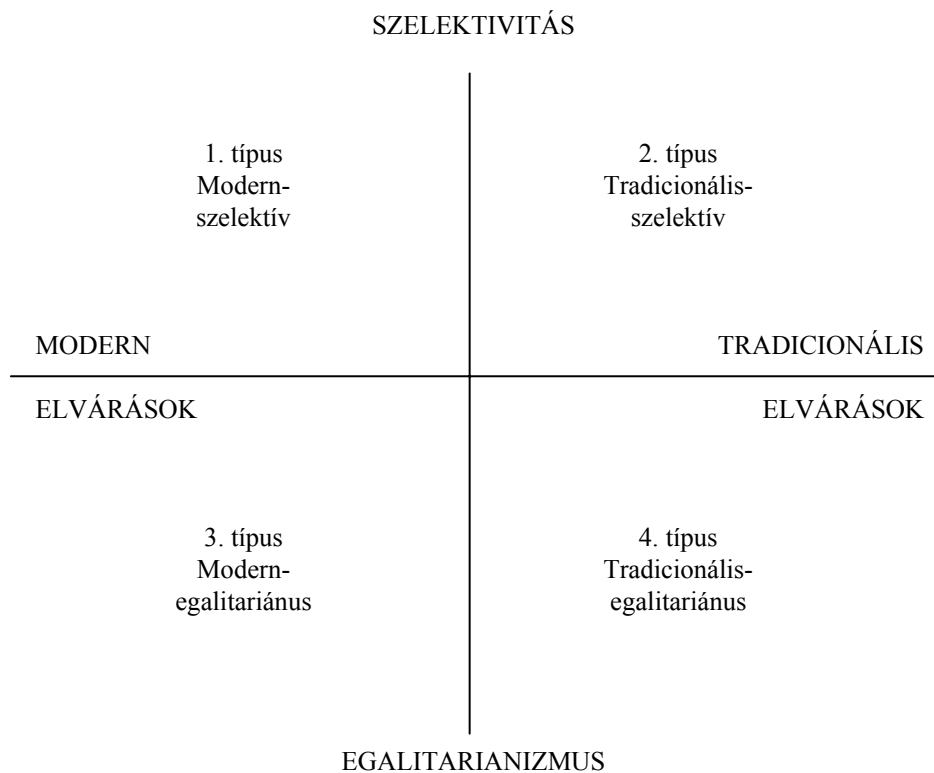 SZELEKTIVITÁS
1. típus
Modern-
szelektív
2. típus
Tradicionális-
szelektív
MODERN
TRADICIONÁLIS
ELVÁRÁSOK
ELVÁRÁSOK
3. típus
Modern-
egalitariánus
4. típus
Tradicionális-
egalitariánus
EGALITARIANIZMUS